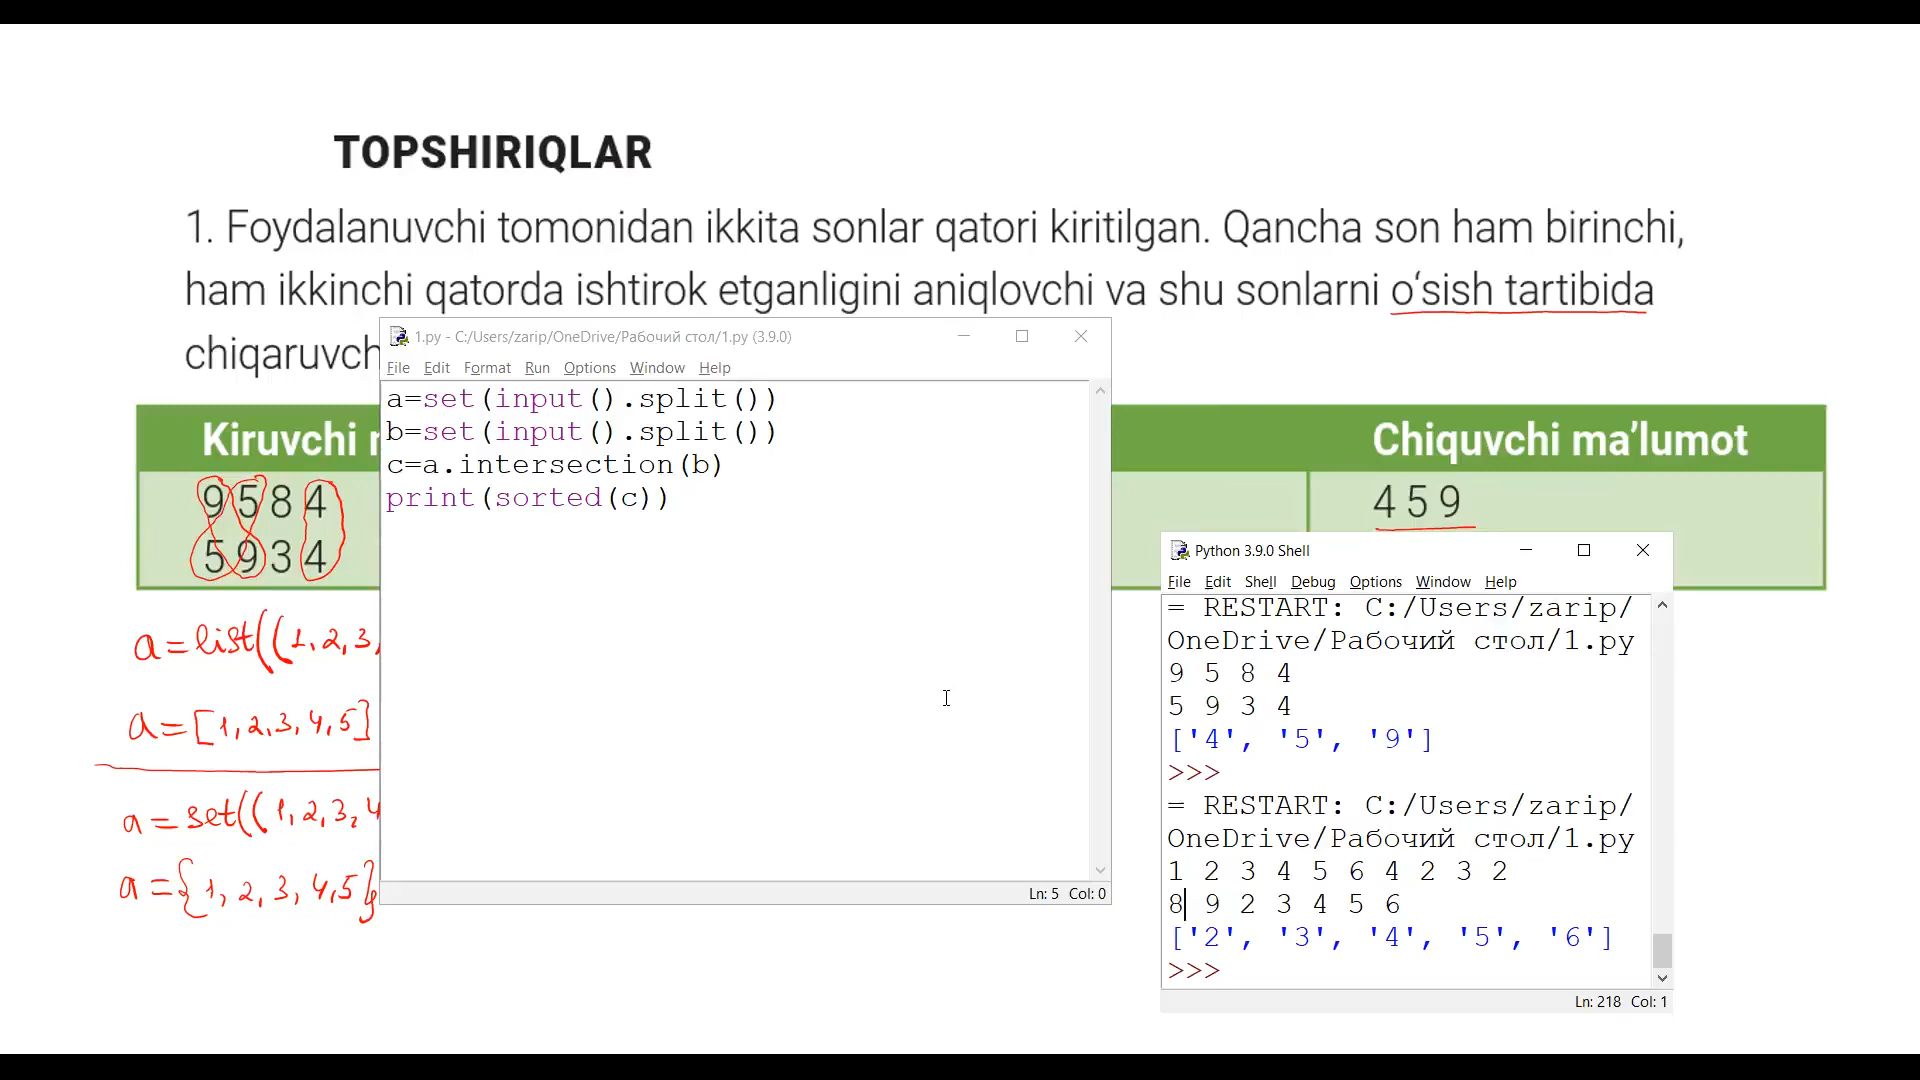 TOPSHIRIQLAR
1. Foydalanuvchi tomonidan ikkita sonlar qatori kiritilgan. Qancha son ham birinchi,
ham ikkinchi qatorda ishtirok etganligini aniqlovchi va shu sonlarni o‘sish tartibida
chiqaruvch
Kiruvchi
Chiquvchi ma’lumot
9 5 8 4
5 9 3 4
4 5 9
a=list((1,2,3,
a=[1,2,3,4,5]
a=set((1,2,3,4
a={1,2,3,4,5}
1.py - C:/Users/zarip/OneDrive/Рабочий стол/1.py (3.9.0)
File Edit Format Run Options Window Help
a=set(input().split())
b=set(input().split())
c=a.intersection(b)
print(sorted(c))
Ln: 5 Col: 0
Python 3.9.0 Shell
File Edit Shell Debug Options Window Help
= RESTART: C:/Users/zarip/
OneDrive/Рабочий стол/1.py
9 5 8 4
5 9 3 4
['4', '5', '9']
>>>
= RESTART: C:/Users/zarip/
OneDrive/Рабочий стол/1.py
1 2 3 4 5 6 4 2 3 2
8 9 2 3 4 5 6
['2', '3', '4', '5', '6']
>>>
Ln: 218 Col: 1